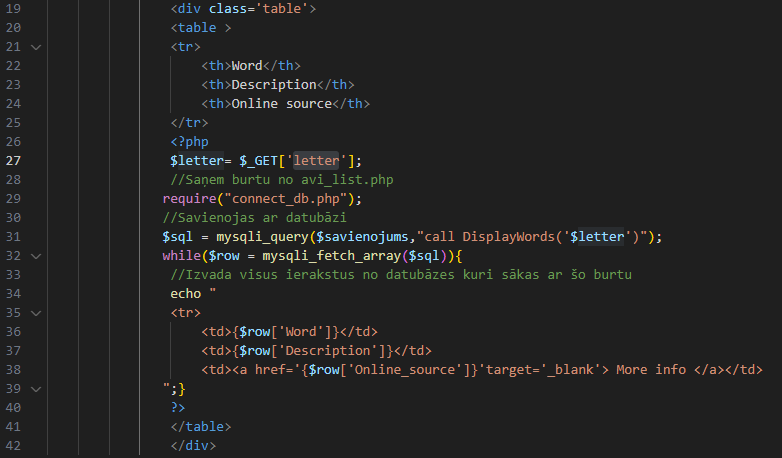 19 <div class='table'>
20 <table >
21 <tr>
22 <th>Word</th>
23 <th>Description</th>
24 <th>Online source</th>
25 </tr>
26 <?php
27 $letter= $_GET['letter'];
28 //Saņem burtu no avi_list.php
29 require("connect_db.php");
30 //Savienojas ar datubāzi
31 $sql = mysqli_query($savienojums,"call DisplayWords('$letter')");
32 while($row = mysqli_fetch_array($sql)){
33 //Izvada visus ierakstus no datubāzes kuri sākas ar šo burtu
34 echo "
35 <tr>
36 <td>{$row['Word']}</td>
37 <td>{$row['Description']}</td>
38 <td><a href='{$row['Online_source']}'target='_blank'> More info </a></td>
39 ";}
40 ?>
41 </table>
42 </div>